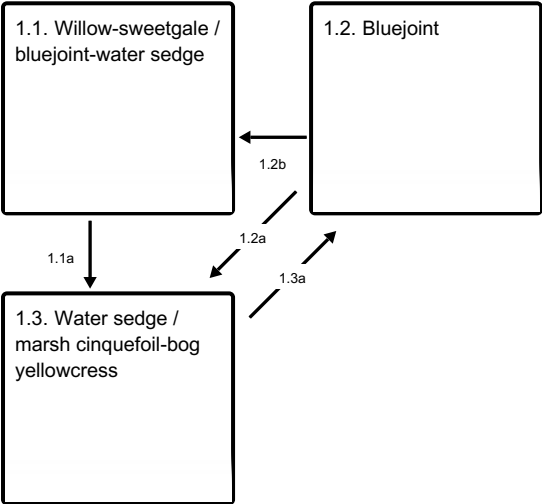 1.1. Willow-sweetgale /
bluejoint-water sedge
1.2. Bluejoint
1.2b
1.2a
1.1a
1.3a
1.3. Water sedge /
marsh cinquefoil-bog
yellowcress